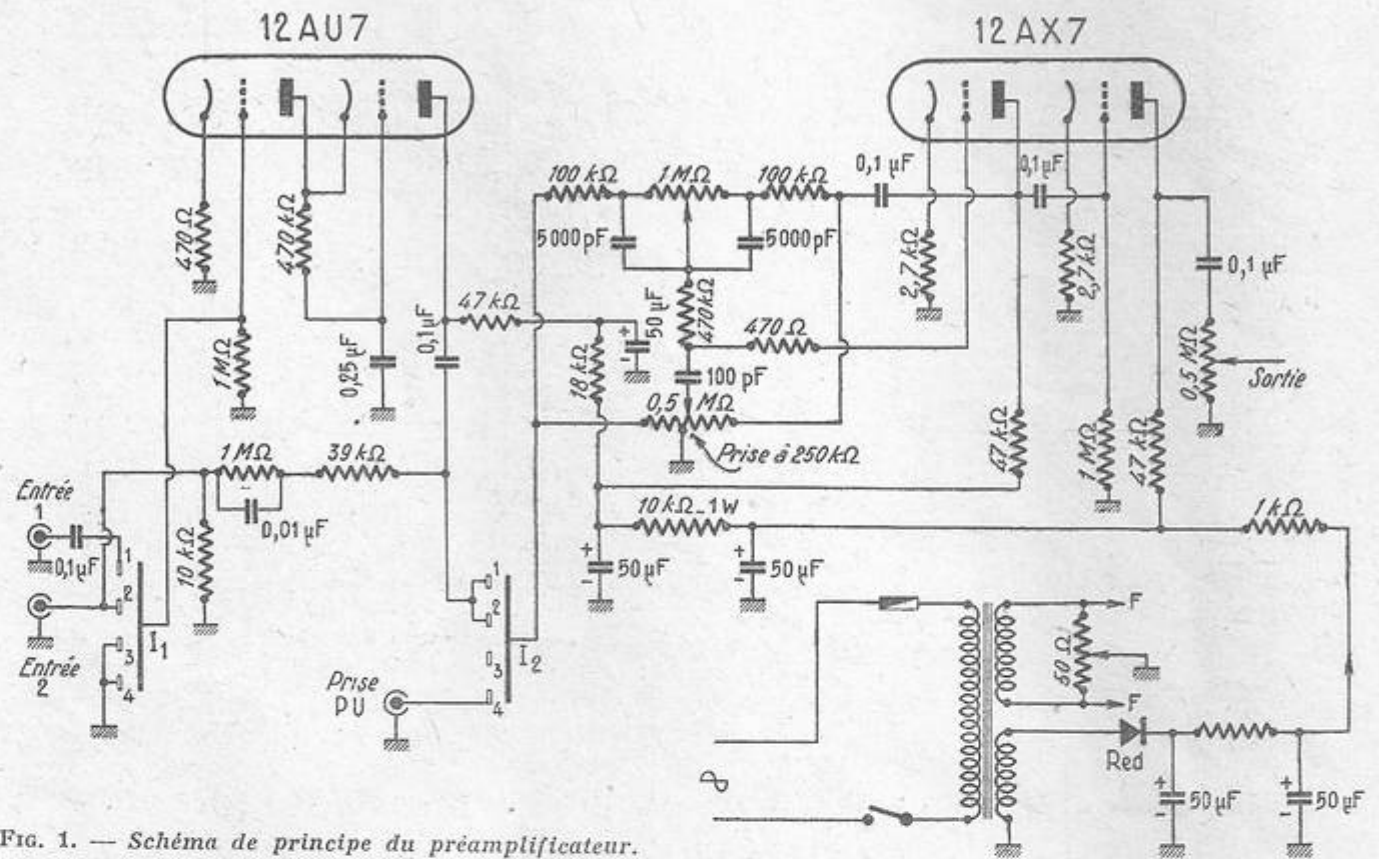 12AU7
12AX7
470 Ω
1 MΩ
470 kΩ
0,25 µF
0,1 µF
47 kΩ
18 kΩ
50 µF
+
-
100 kΩ
1 MΩ
100 kΩ
5 000 pF
5 000 pF
470 kΩ
470 Ω
100 pF
0,5 MΩ
Prise à 250 kΩ
0,1 µF
0,1 µF
2,7 kΩ
2,7 kΩ
0,1 µF
0,5 MΩ
Sortie
47 kΩ
1 MΩ
47 kΩ
1 kΩ
1 MΩ
39 kΩ
0,01 µF
10 kΩ
Entrée
1
0,1 µF
Entrée
2
1
2
3
4
I1
1
2
3
4
I2
Prise
PU
10 kΩ_1W
+
-
50 µF
+
-
50 µF
F
50 Ω
F
Red
+
-
50 µF
+
-
50 µF
FIG. 1. — Schéma de principe du préamplificateur.